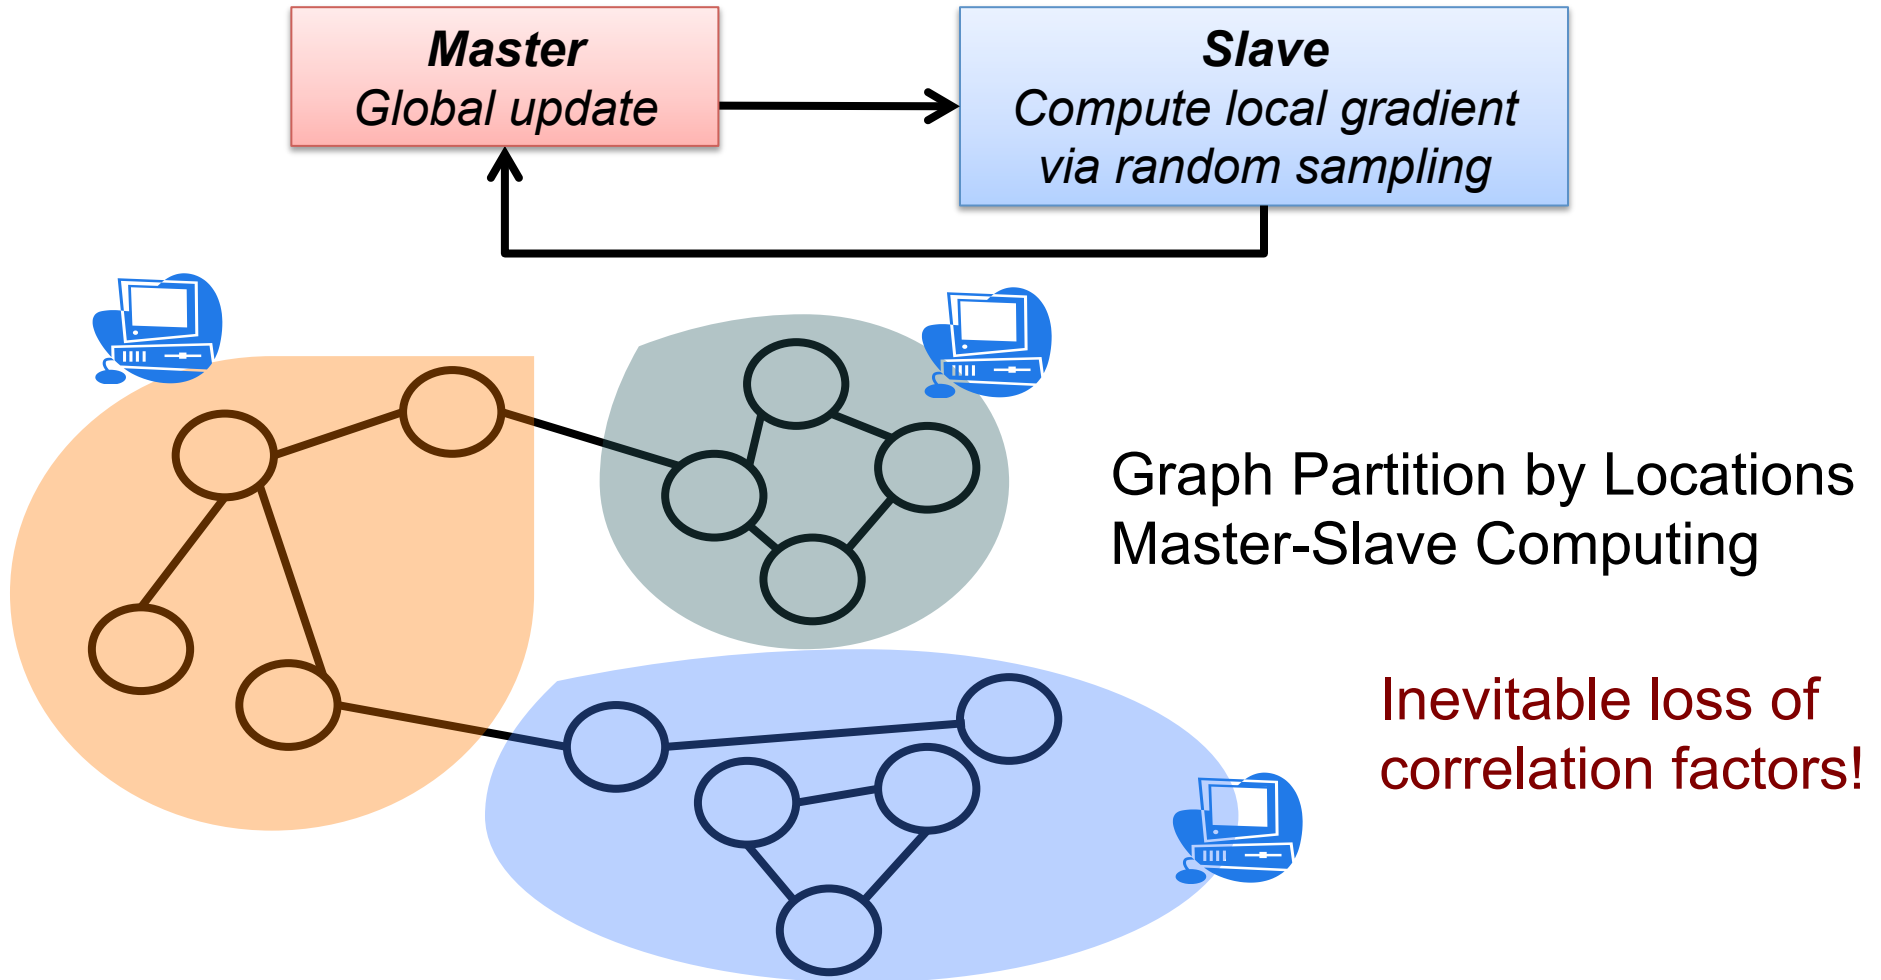 Master
Global update
Slave
Compute local gradient
via random sampling
Graph Partition by Locations
Master-Slave Computing
Inevitable loss of
correlation factors!